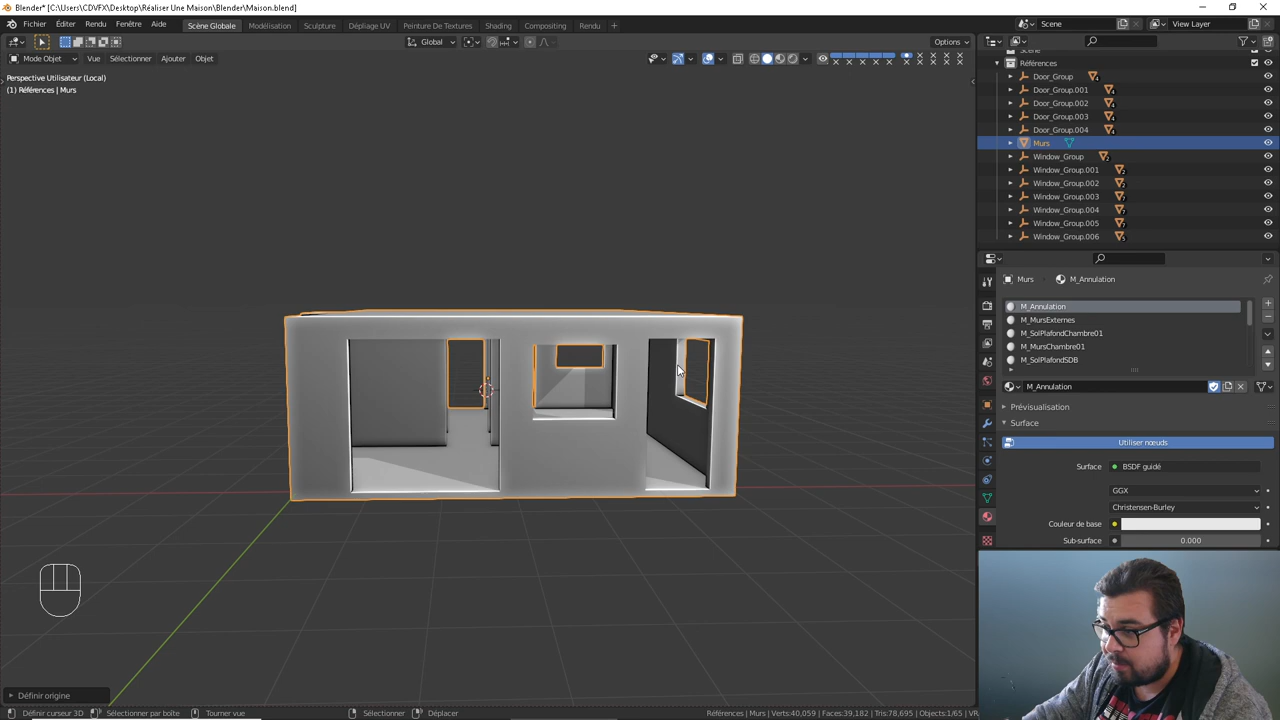 Blender* [C:\Users\CDVFX\Desktop\Réaliser Une Maison\Blender\Maison.blend]
Fichier Éditer Rendu Fenêtre Aide Scène Globale Modélisation Sculpture Dépliage UV Peinture De Textures Shading Compositing Rendu + Scene View Layer
Global Options
Mode Objet Vue Sélectionner Ajouter Objet
Perspective Utilisateur (Local)
(1) Références | Murs
Références
Door_Group
Door_Group.001
Door_Group.002
Door_Group.003
Door_Group.004
Murs
Window_Group
Window_Group.001
Window_Group.002
Window_Group.003
Window_Group.004
Window_Group.005
Window_Group.006
Murs M_Annulation
M_Annulation
M_MursExternes
M_SolPlafondChambre01
M_MursChambre01
M_SolPlafondSDB
M_Annulation
Prévisualisation
Surface
Utiliser nœuds
Surface BSDF guidé
GGX
Christensen-Burley
Couleur de base
Sub-surface 0.000
Définir origine
Définir curseur 3D Sélectionner par boîte Tourner vue Sélectionner Déplacer Références | Murs | Verts:40,059 | Faces:39,182 | Tris:78,695 | Objects:1/65 | VR